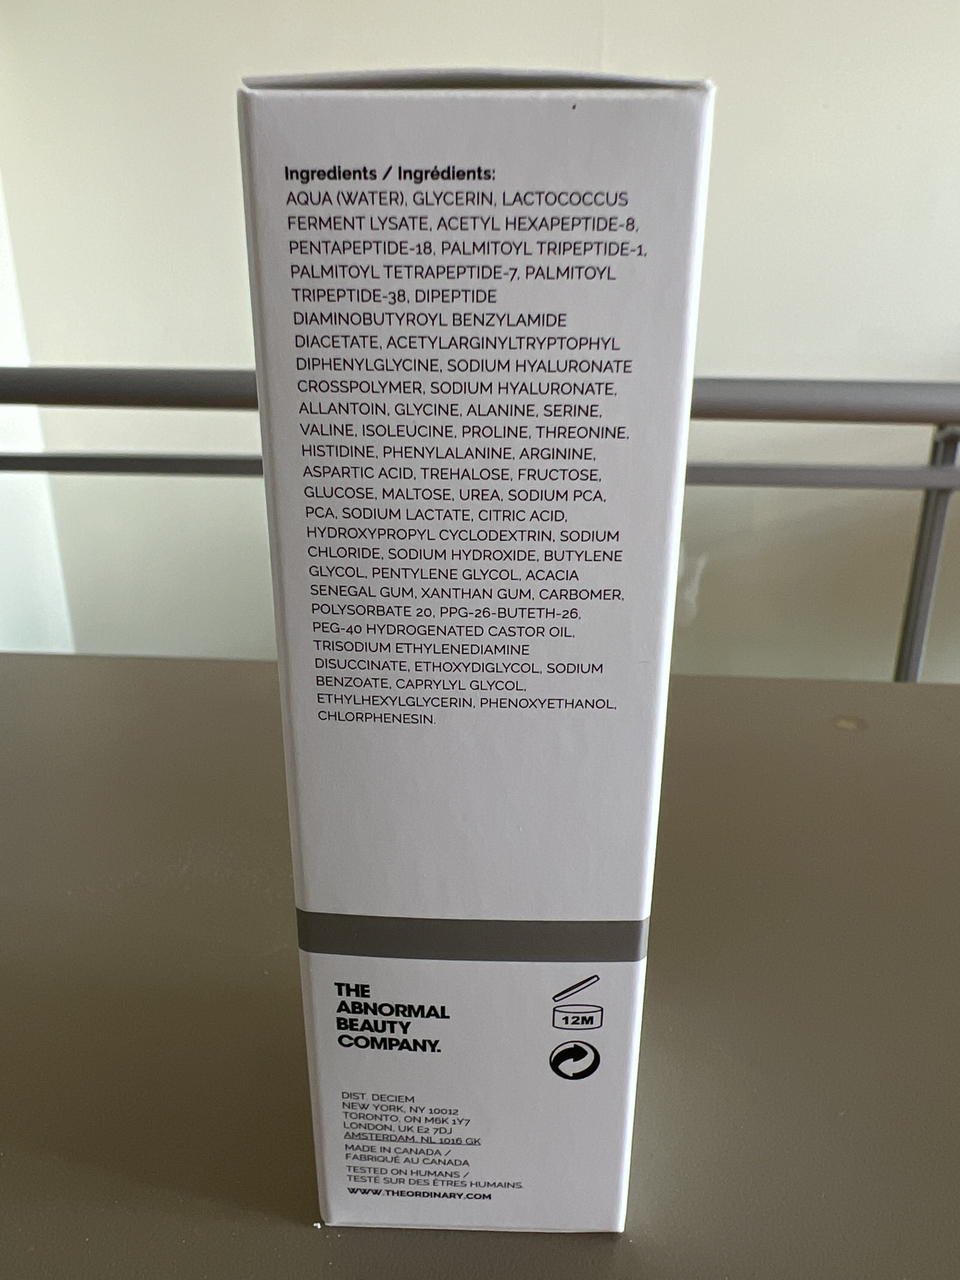 Ingredients / Ingrédients:
AQUA (WATER), GLYCERIN, LACTOCOCCUS
FERMENT LYSATE, ACETYL HEXAPEPTIDE-8,
PENTAPEPTIDE-18, PALMITOYL TRIPEPTIDE-1,
PALMITOYL TETRAPEPTIDE-7, PALMITOYL
TRIPEPTIDE-38, DIPEPTIDE
DIAMINOBUTYROYL BENZYLAMIDE
DIACETATE, ACETYLARGINYLTRYPTOPHYL
DIPHENYLGLYCINE, SODIUM HYALURONATE
CROSSPOLYMER, SODIUM HYALURONATE,
ALLANTOIN, GLYCINE, ALANINE, SERINE,
VALINE, ISOLEUCINE, PROLINE, THREONINE,
HISTIDINE, PHENYLALANINE, ARGININE,
ASPARTIC ACID, TREHALOSE, FRUCTOSE,
GLUCOSE, MALTOSE, UREA, SODIUM PCA,
PCA, SODIUM LACTATE, CITRIC ACID,
HYDROXYPROPYL CYCLODEXTRIN, SODIUM
CHLORIDE, SODIUM HYDROXIDE, BUTYLENE
GLYCOL, PENTYLENE GLYCOL, ACACIA
SENEGAL GUM, XANTHAN GUM, CARBOMER,
POLYSORBATE 20, PPG-26-BUTETH-26,
PEG-40 HYDROGENATED CASTOR OIL,
TRISODIUM ETHYLENEDIAMINE
DISUCCINATE, ETHOXYDIGLYCOL, SODIUM
BENZOATE, CAPRYLYL GLYCOL,
ETHYLHEXYLGLYCERIN, PHENOXYETHANOL,
CHLORPHENESIN.
THE
ABNORMAL
BEAUTY
COMPANY.
12M
DIST. DECIEM
NEW YORK, NY 10012
TORONTO, ON M6K 1Y7
LONDON, UK E2 7DJ
AMSTERDAM, NL 1016 GK
MADE IN CANADA /
FABRIQUÉ AU CANADA
TESTED ON HUMANS /
TESTÉ SUR DES ÊTRES HUMAINS.
WWW.THEORDINARY.COM